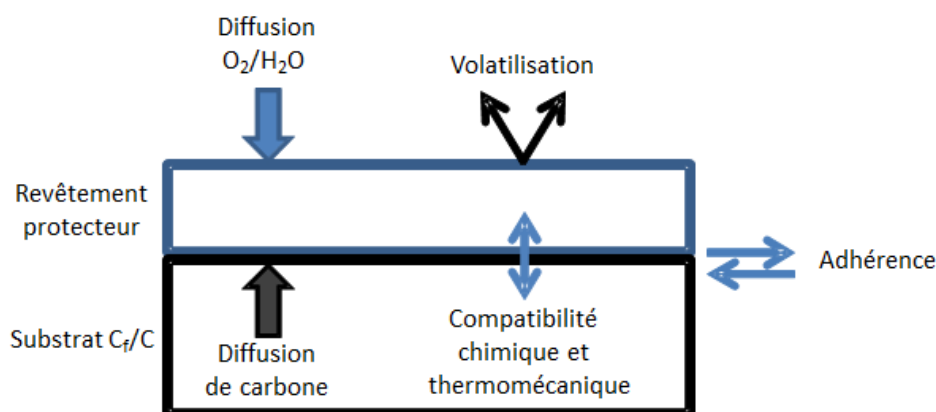 Diffusion
O₂/H₂O
Volatilisation
Revêtement
protecteur
Adhérence
Substrat Cf/C
Diffusion
de carbone
Compatibilité
chimique et
thermomécanique